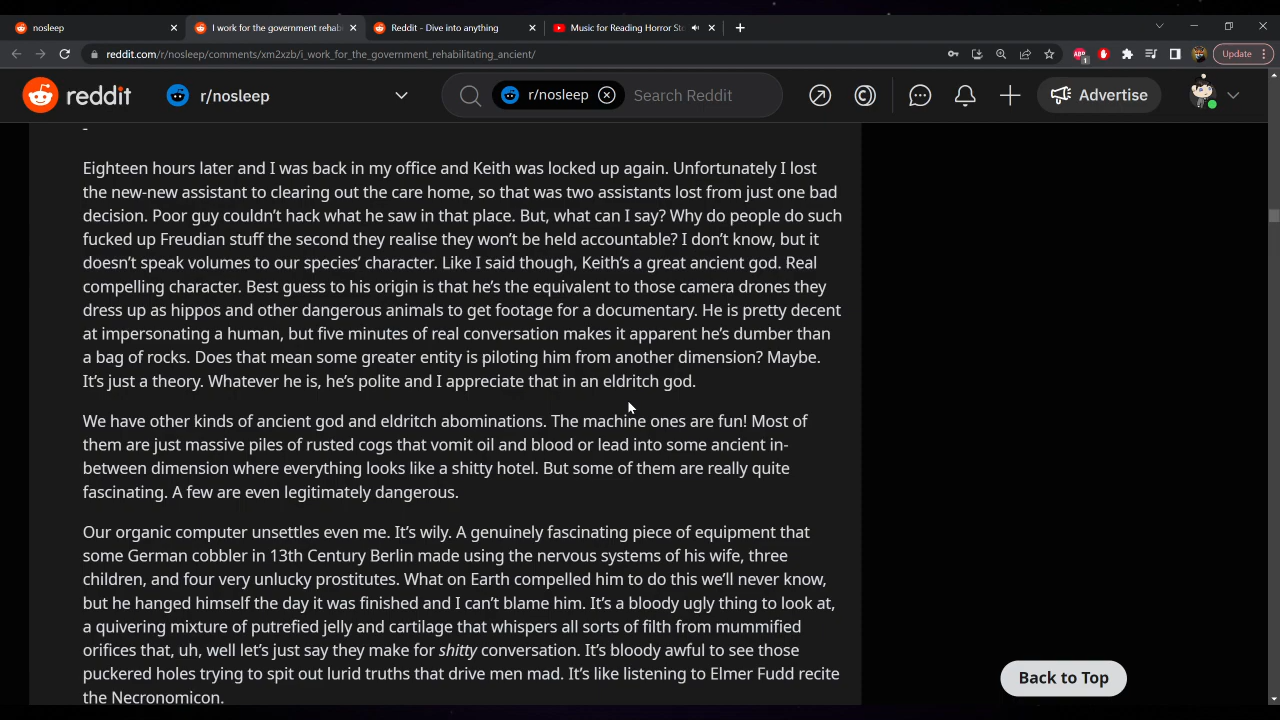 nosleep
I work for the government rehab
Reddit - Dive into anything
Music for Reading Horror Sto
reddit.com/r/nosleep/comments/xm2xzb/i_work_for_the_government_rehabilitating_ancient/
ABP
1
Update
reddit
r/nosleep
r/nosleep
Search Reddit
Advertise
-
Eighteen hours later and I was back in my office and Keith was locked up again. Unfortunately I lost
the new-new assistant to clearing out the care home, so that was two assistants lost from just one bad
decision. Poor guy couldn’t hack what he saw in that place. But, what can I say? Why do people do such
fucked up Freudian stuff the second they realise they won’t be held accountable? I don’t know, but it
doesn’t speak volumes to our species’ character. Like I said though, Keith’s a great ancient god. Real
compelling character. Best guess to his origin is that he’s the equivalent to those camera drones they
dress up as hippos and other dangerous animals to get footage for a documentary. He is pretty decent
at impersonating a human, but five minutes of real conversation makes it apparent he’s dumber than
a bag of rocks. Does that mean some greater entity is piloting him from another dimension? Maybe.
It’s just a theory. Whatever he is, he’s polite and I appreciate that in an eldritch god.
We have other kinds of ancient god and eldritch abominations. The machine ones are fun! Most of
them are just massive piles of rusted cogs that vomit oil and blood or lead into some ancient in-
between dimension where everything looks like a shitty hotel. But some of them are really quite
fascinating. A few are even legitimately dangerous.
Our organic computer unsettles even me. It’s wily. A genuinely fascinating piece of equipment that
some German cobbler in 13th Century Berlin made using the nervous systems of his wife, three
children, and four very unlucky prostitutes. What on Earth compelled him to do this we’ll never know,
but he hanged himself the day it was finished and I can’t blame him. It’s a bloody ugly thing to look at,
a quivering mixture of putrefied jelly and cartilage that whispers all sorts of filth from mummified
orifices that, uh, well let’s just say they make for shitty conversation. It’s bloody awful to see those
puckered holes trying to spit out lurid truths that drive men mad. It’s like listening to Elmer Fudd recite
the Necronomicon.
Back to Top